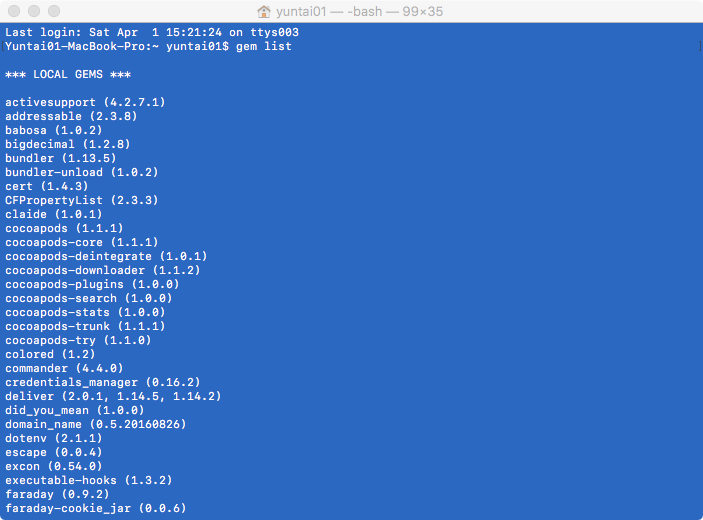 yuntai01 — -bash — 99×35
Last login: Sat Apr  1 15:21:24 on ttys003
[Yuntai01-MacBook-Pro:~ yuntai01$ gem list ]

*** LOCAL GEMS ***

activesupport (4.2.7.1)
addressable (2.3.8)
babosa (1.0.2)
bigdecimal (1.2.8)
bundler (1.13.5)
bundler-unload (1.0.2)
cert (1.4.3)
CFPropertyList (2.3.3)
claide (1.0.1)
cocoapods (1.1.1)
cocoapods-core (1.1.1)
cocoapods-deintegrate (1.0.1)
cocoapods-downloader (1.1.2)
cocoapods-plugins (1.0.0)
cocoapods-search (1.0.0)
cocoapods-stats (1.0.0)
cocoapods-trunk (1.1.1)
cocoapods-try (1.1.0)
colored (1.2)
commander (4.4.0)
credentials_manager (0.16.2)
deliver (2.0.1, 1.14.5, 1.14.2)
did_you_mean (1.0.0)
domain_name (0.5.20160826)
dotenv (2.1.1)
escape (0.0.4)
excon (0.54.0)
executable-hooks (1.3.2)
faraday (0.9.2)
faraday-cookie_jar (0.0.6)